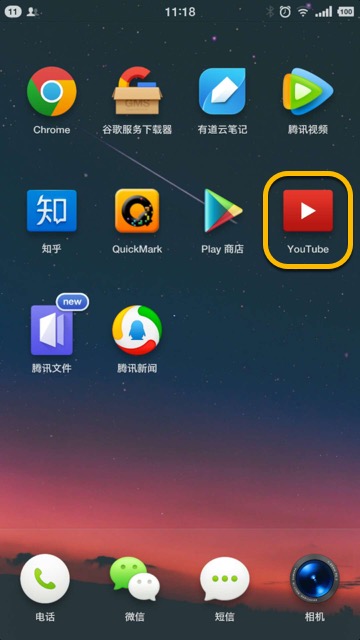 11
11:18
100
GMS
Chrome
谷歌服务下载器
有道云笔记
腾讯视频
知
知乎
QuickMark
Play 商店
YouTube
new
腾讯文件
腾讯新闻
电话
微信
短信
相机